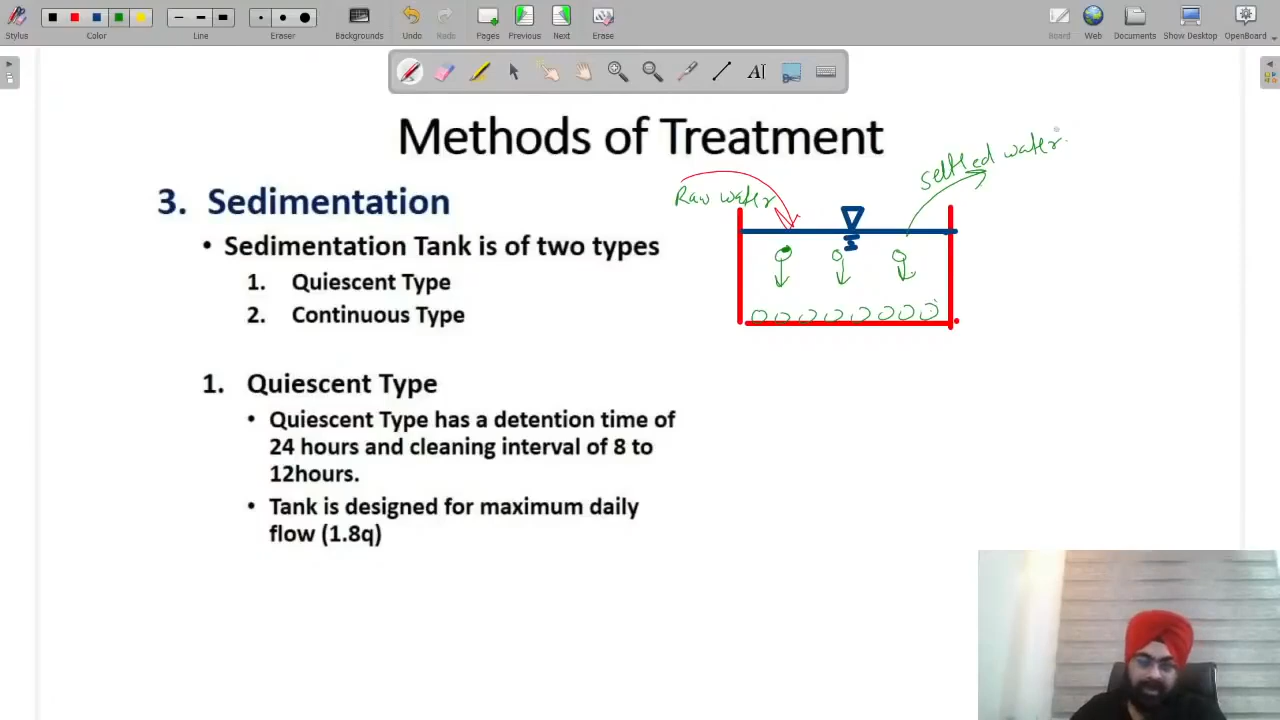 Stylus
Color
Line
Eraser
Backgrounds
Undo
Redo
Pages
Previous
Next
Erase
Board
Web
Documents
Show Desktop
OpenBoard
Methods of Treatment
3. Sedimentation
• Sedimentation Tank is of two types
1. Quiescent Type
2. Continuous Type
Raw water
settled water.
1. Quiescent Type
• Quiescent Type has a detention time of
24 hours and cleaning interval of 8 to
12hours.
• Tank is designed for maximum daily
flow (1.8q)